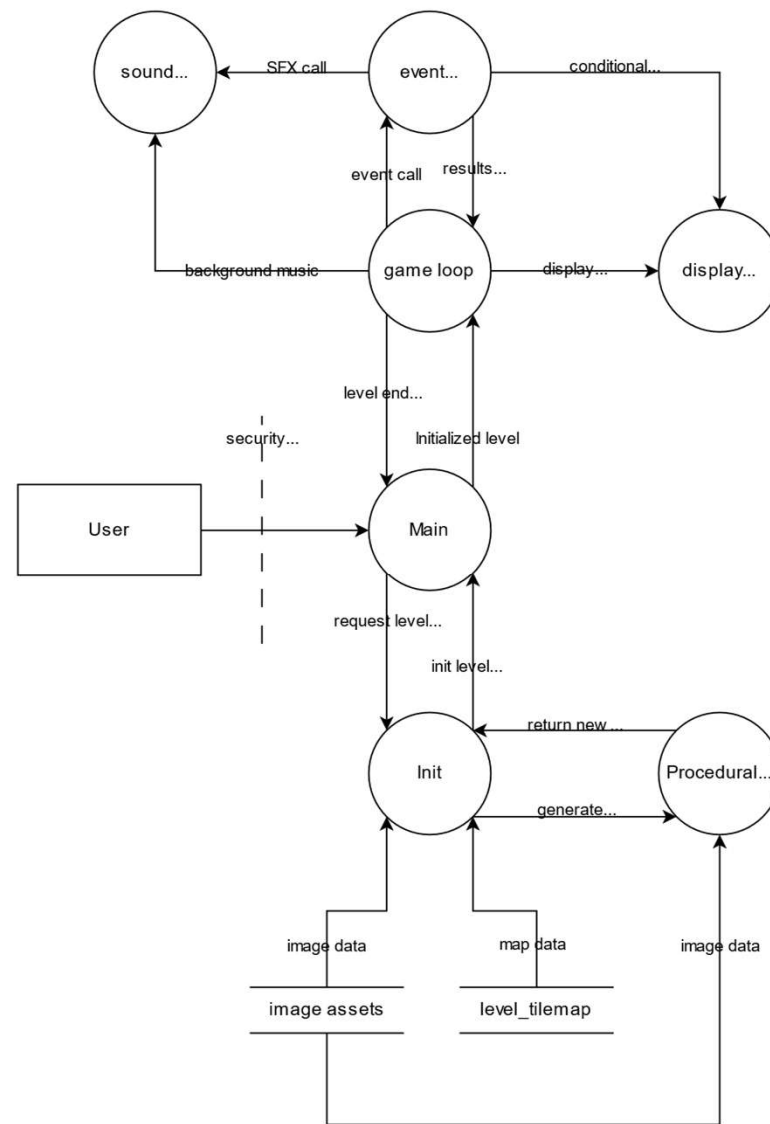 sound...
SFX call
event...
conditional...
event call
results...
background music
game loop
display...
display...
level end...
Initialized level
security...
User
Main
request level...
init level...
return new ...
Init
Procedural...
generate...
image data
map data
image data
image assets
level_tilemap